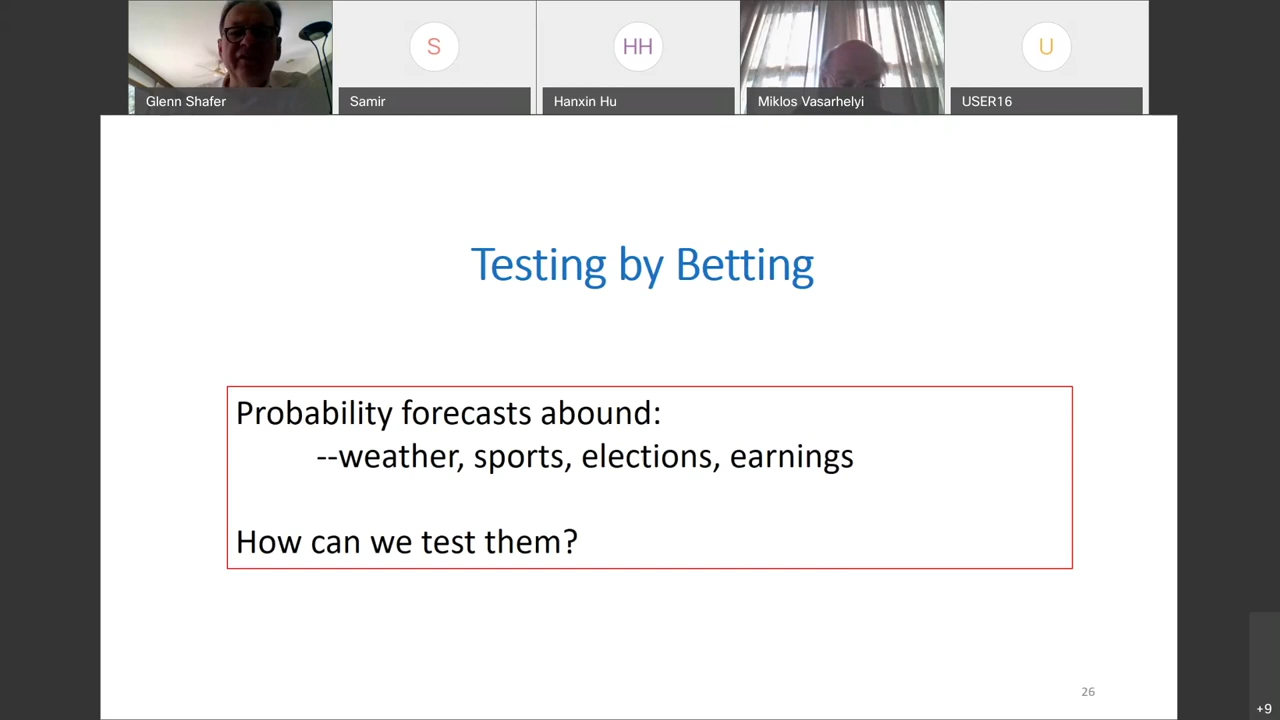 S
HH
U
Glenn Shafer
Samir
Hanxin Hu
Miklos Vasarhelyi
USER16
Testing by Betting
Probability forecasts abound:
--weather, sports, elections, earnings
How can we test them?
26
+9